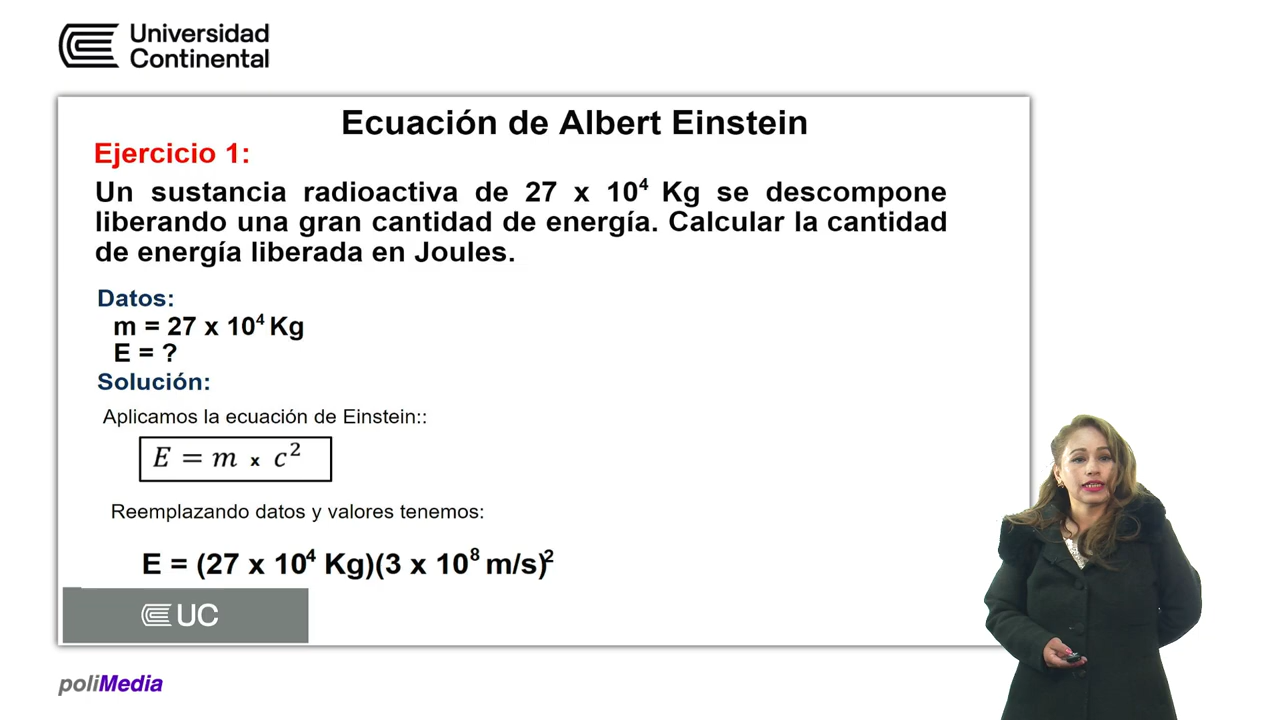 Universidad
Continental
Ecuación de Albert Einstein
Ejercicio 1:
Un sustancia radioactiva de 27 x 10⁴ Kg se descompone
liberando una gran cantidad de energía. Calcular la cantidad
de energía liberada en Joules.
Datos:
m = 27 x 10⁴ Kg
E = ?
Solución:
Aplicamos la ecuación de Einstein::
E = m x c²
Reemplazando datos y valores tenemos:
E = (27 x 10⁴ Kg)(3 x 10⁸ m/s)²
UC
poliMedia